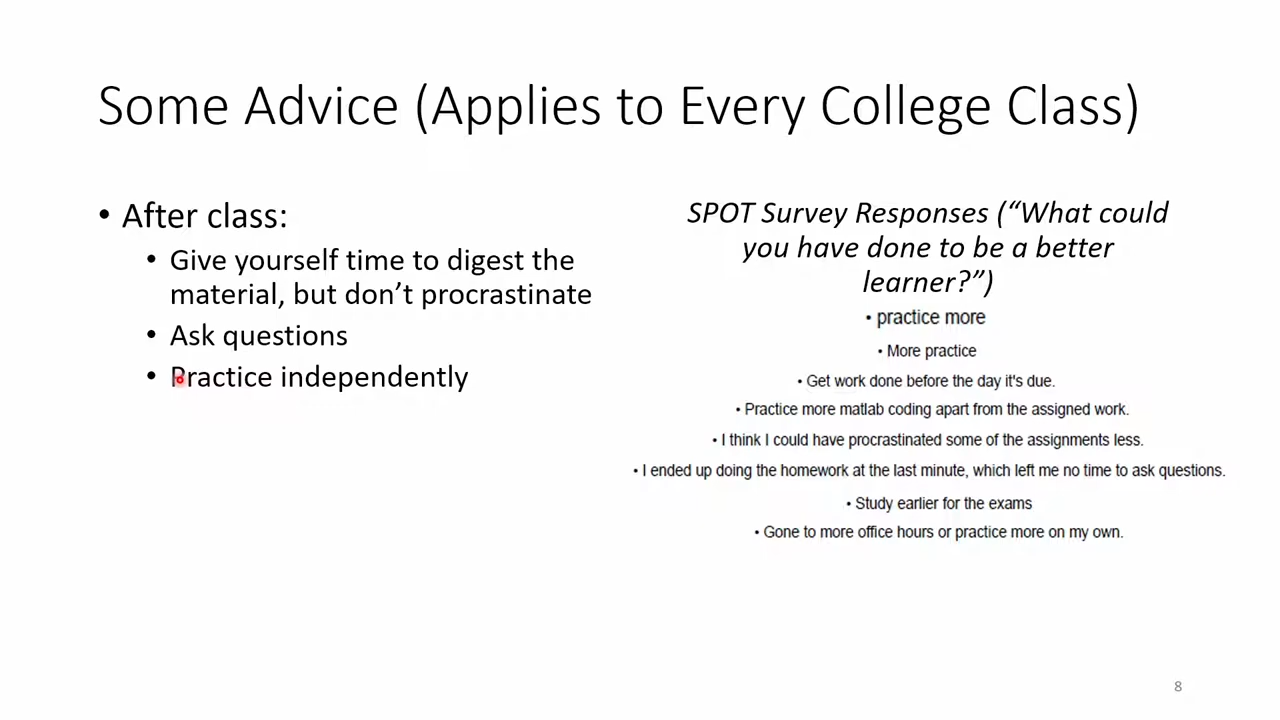 Some Advice (Applies to Every College Class)
• After class:
• Give yourself time to digest the
material, but don’t procrastinate
• Ask questions
• Practice independently
SPOT Survey Responses (“What could
you have done to be a better
learner?”)
• practice more
• More practice
• Get work done before the day it's due.
• Practice more matlab coding apart from the assigned work.
• I think I could have procrastinated some of the assignments less.
• I ended up doing the homework at the last minute, which left me no time to ask questions.
• Study earlier for the exams
• Gone to more office hours or practice more on my own.
8